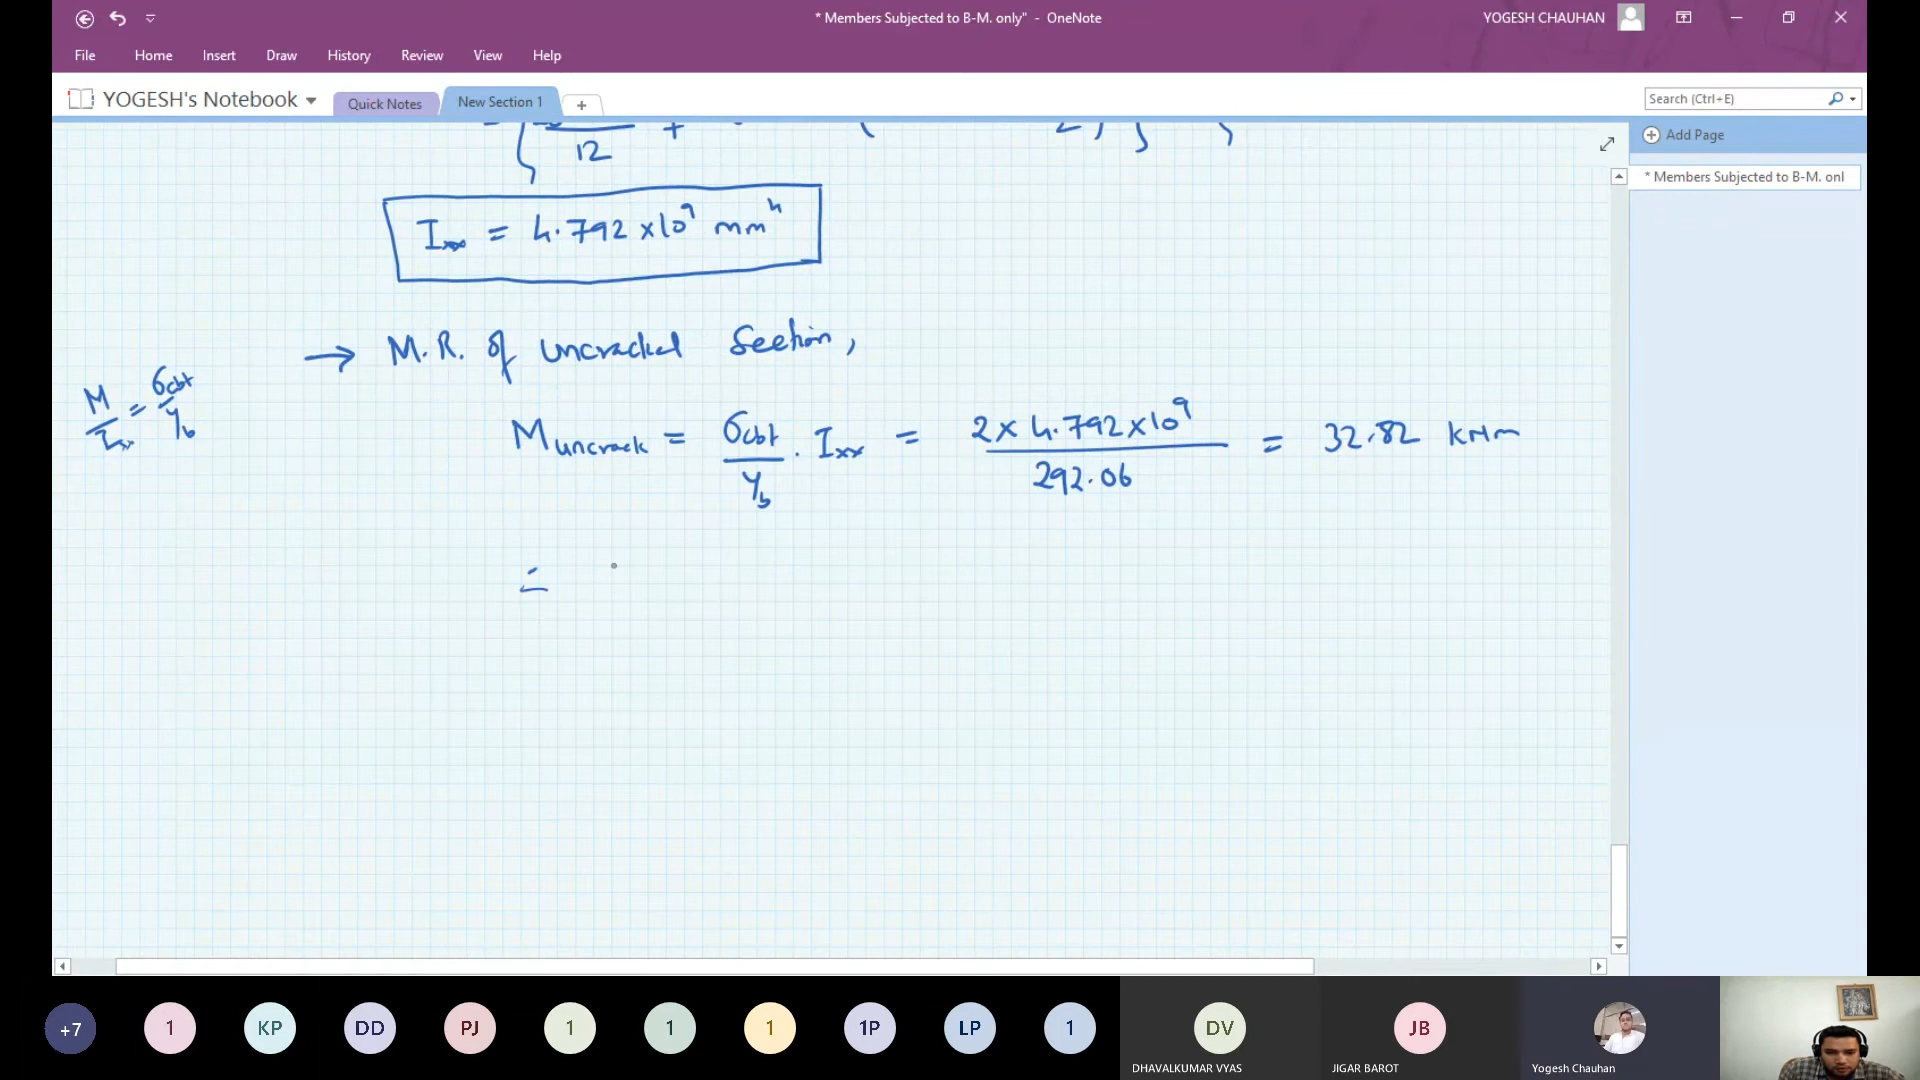 * Members Subjected to B-M. only" - OneNote
YOGESH CHAUHAN
File Home Insert Draw History Review View Help
YOGESH's Notebook
Quick Notes
New Section 1
Search (Ctrl+E)
Add Page
* Members Subjected to B-M. onl
12
Ixx = 4.792 x10⁹ mm⁴
→ M.R. of uncracked Section,
M/Ixx = σcbt/yb
Muncrack = σcbt/yb . Ixx = 2 x 4.792 x10⁹/292.06 = 32.82 kNm
=
+7 1 KP DD PJ 1 1 1 1P LP 1 DV JB
DHAVALKUMAR VYAS
JIGAR BAROT
Yogesh Chauhan